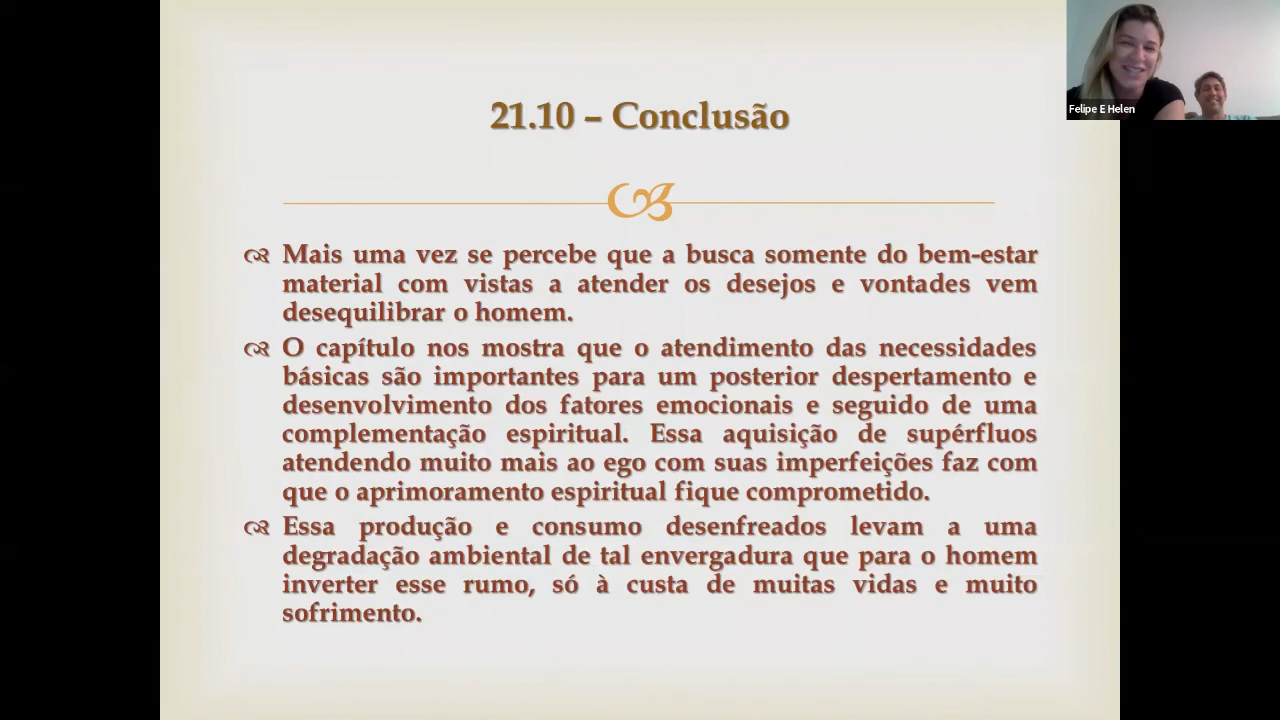 21.10 – Conclusão
Felipe E Helen
Mais uma vez se percebe que a busca somente do bem-estar
material com vistas a atender os desejos e vontades vem
desequilibrar o homem.
O capítulo nos mostra que o atendimento das necessidades
básicas são importantes para um posterior despertamento e
desenvolvimento dos fatores emocionais e seguido de uma
complementação espiritual. Essa aquisição de supérfluos
atendendo muito mais ao ego com suas imperfeições faz com
que o aprimoramento espiritual fique comprometido.
Essa produção e consumo desenfreados levam a uma
degradação ambiental de tal envergadura que para o homem
inverter esse rumo, só à custa de muitas vidas e muito
sofrimento.